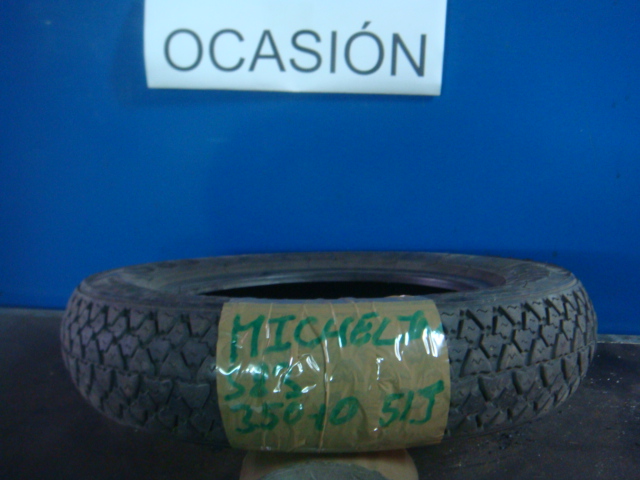 OCASIÓN
MICHELIN
S83
350 10 51J